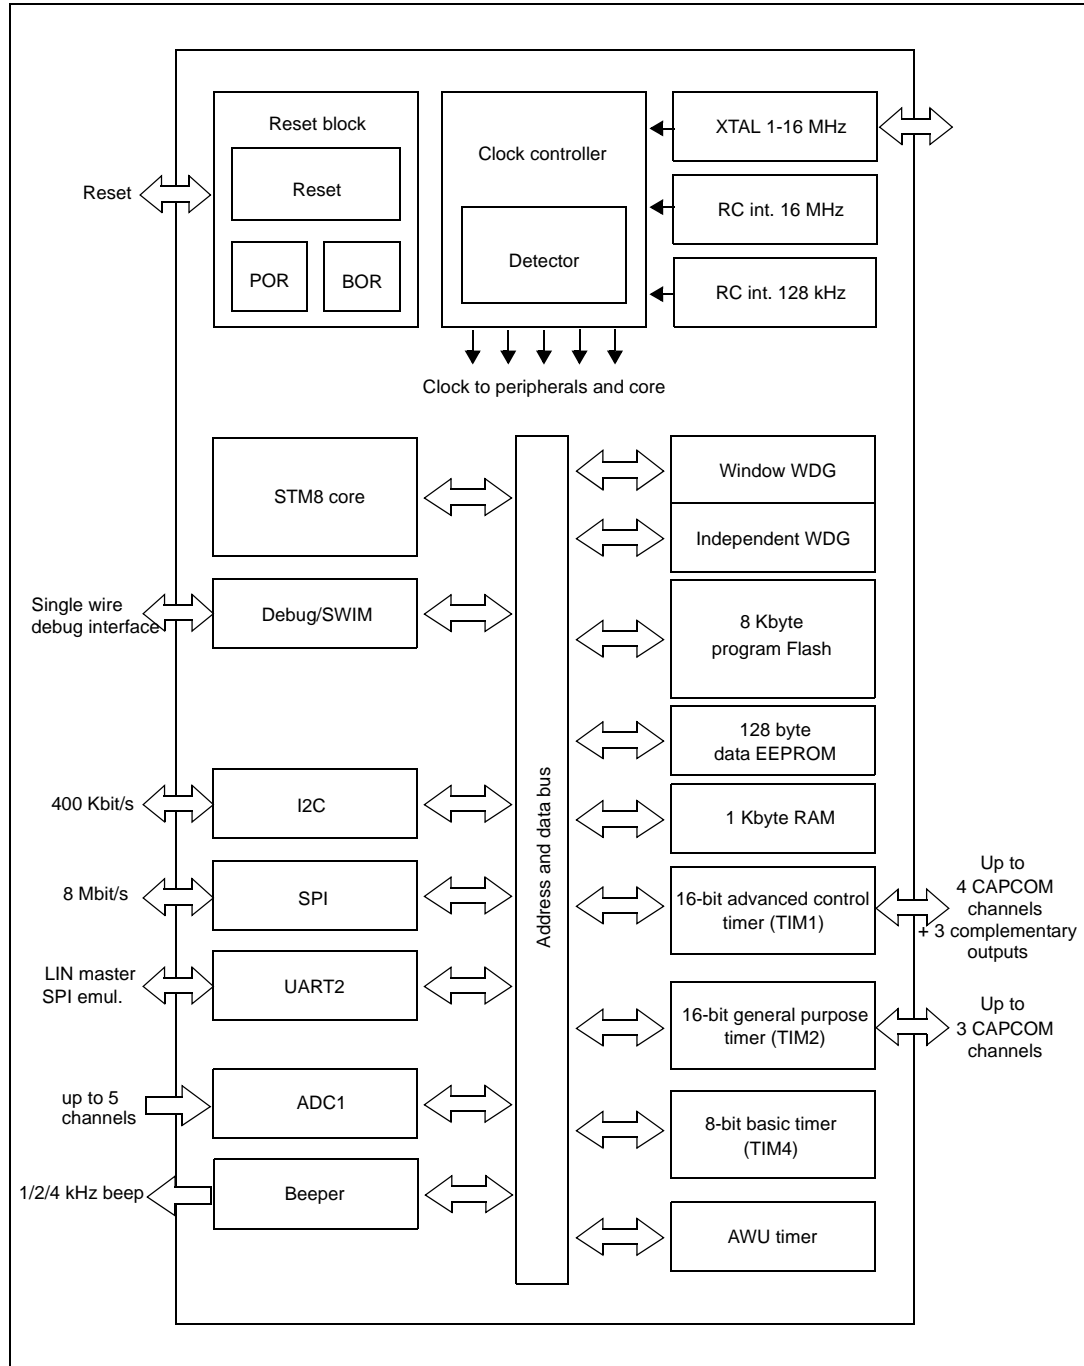 Reset block
Reset
POR
BOR
Reset
Clock controller
Detector
XTAL 1-16 MHz
RC int. 16 MHz
RC int. 128 kHz
Clock to peripherals and core
STM8 core
Single wire
debug interface
Debug/SWIM
400 Kbit/s
I2C
8 Mbit/s
SPI
LIN master
SPI emul.
UART2
up to 5
channels
ADC1
1/2/4 kHz beep
Beeper
Address and data bus
Window WDG
Independent WDG
8 Kbyte
program Flash
128 byte
data EEPROM
1 Kbyte RAM
16-bit advanced control
timer (TIM1)
Up to
4 CAPCOM
channels
+ 3 complementary
outputs
16-bit general purpose
timer (TIM2)
Up to
3 CAPCOM
channels
8-bit basic timer
(TIM4)
AWU timer